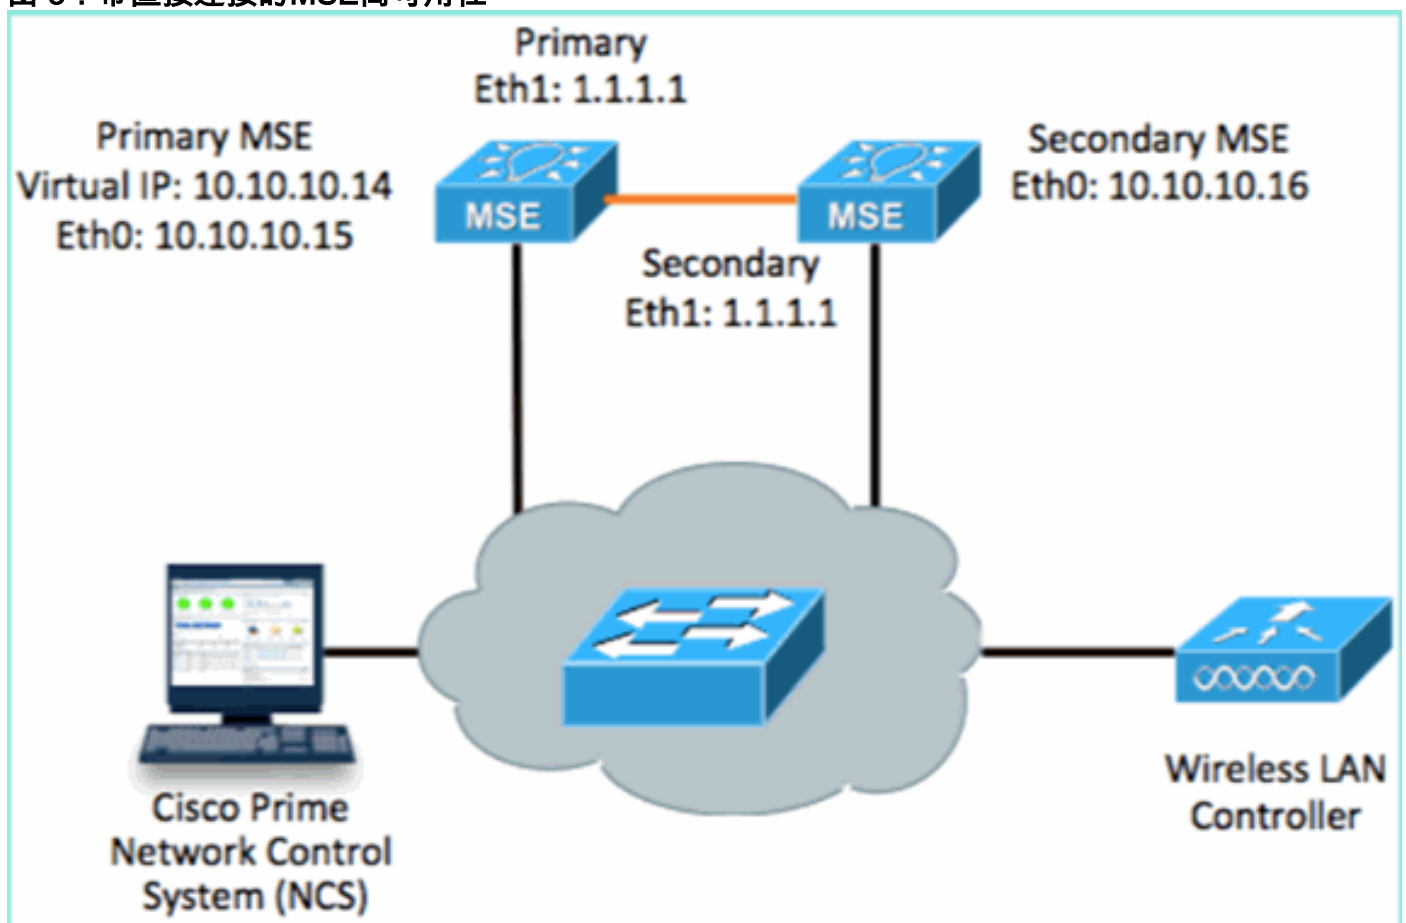 Primary
Eth1: 1.1.1.1
Primary MSE
Virtual IP: 10.10.10.14
Eth0: 10.10.10.15
Secondary MSE
Eth0: 10.10.10.16
MSE
MSE
Secondary
Eth1: 1.1.1.1
Cisco Prime
Network Control
System (NCS)
Wireless LAN
Controller